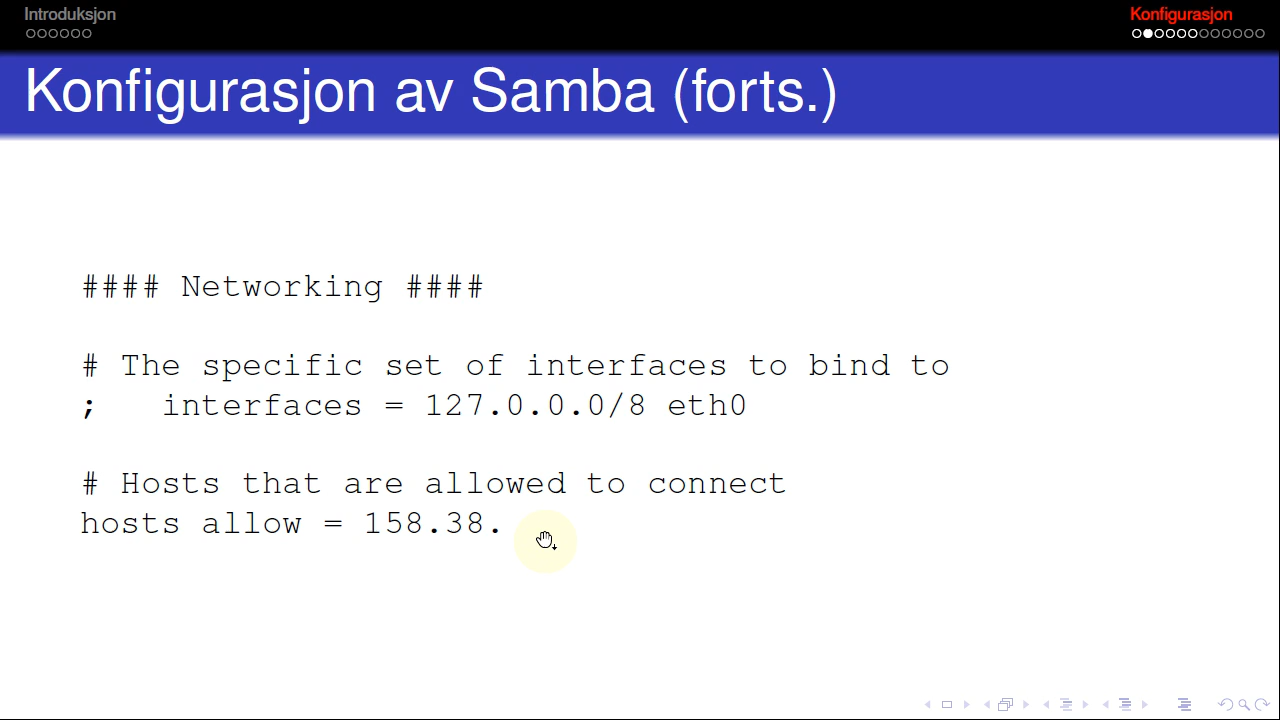 Introduksjon
Konfigurasjon
Konfigurasjon av Samba (forts.)
#### Networking ####
# The specific set of interfaces to bind to
;   interfaces = 127.0.0.0/8 eth0
# Hosts that are allowed to connect
hosts allow = 158.38.